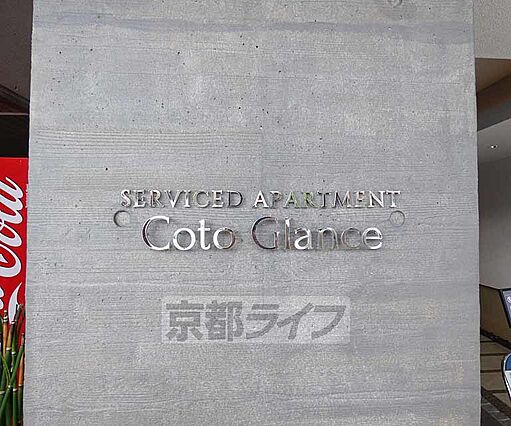 SERVICED APARTMENT
Coto Glance
京都ライフ